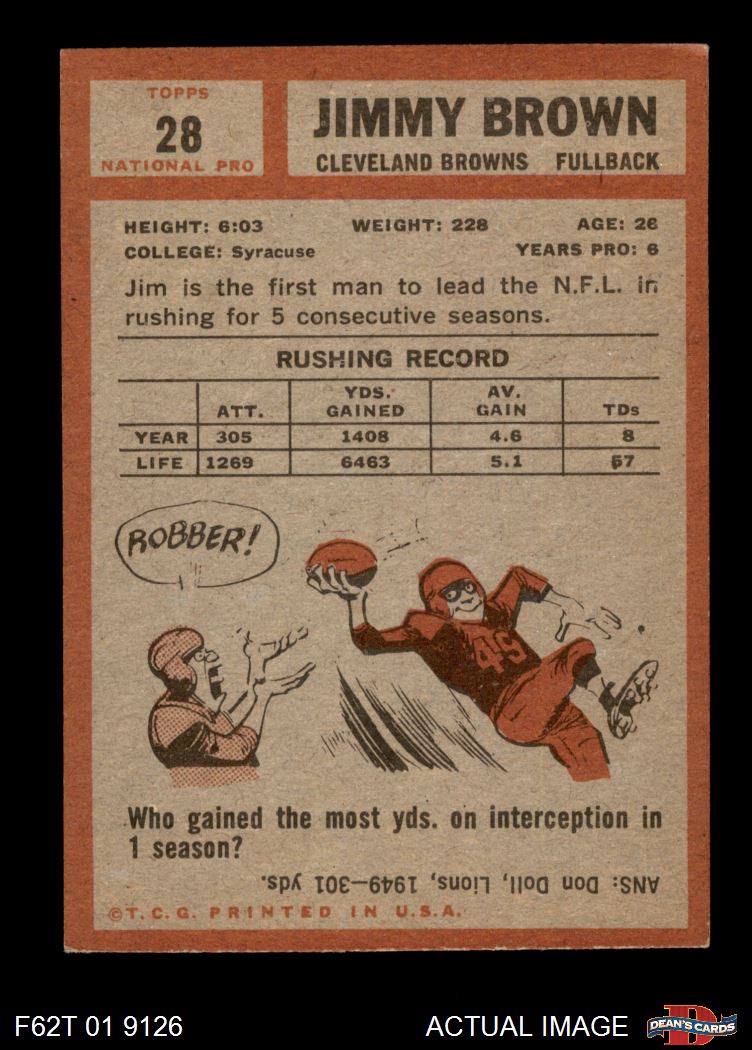 TOPPS
28
NATIONAL PRO
JIMMY BROWN
CLEVELAND BROWNS FULLBACK
HEIGHT: 6:03 WEIGHT: 228 AGE: 26
COLLEGE: Syracuse YEARS PRO: 6
Jim is the first man to lead the N.F.L. in
rushing for 5 consecutive seasons.
RUSHING RECORD
ATT. YDS. GAINED AV. GAIN TDs
YEAR 305 1408 4.6 8
LIFE 1269 6463 5.1 57
ROBBER!
49
Who gained the most yds. on interception in
1 season?
ANS: Don Doll, Lions, 1949—301 yds.
©T.C.G. PRINTED IN U.S.A.
F62T 01 9126 ACTUAL IMAGE
D
DEAN'S CARDS